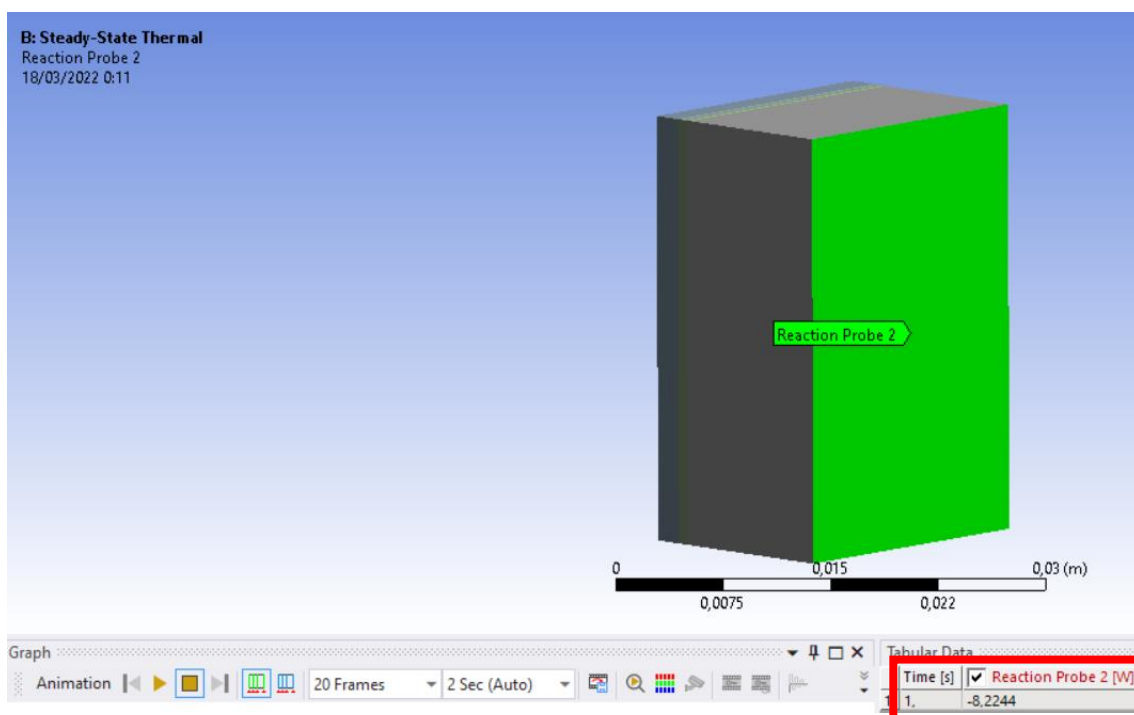 B: Steady-State Thermal
Reaction Probe 2
18/03/2022 0:11
Reaction Probe 2
0 0,015 0,03 (m)
0,0075 0,022
Graph
Tabular Data
Animation 20 Frames 2 Sec (Auto)
Time [s] Reaction Probe 2 [W]
1 1, -8,2244